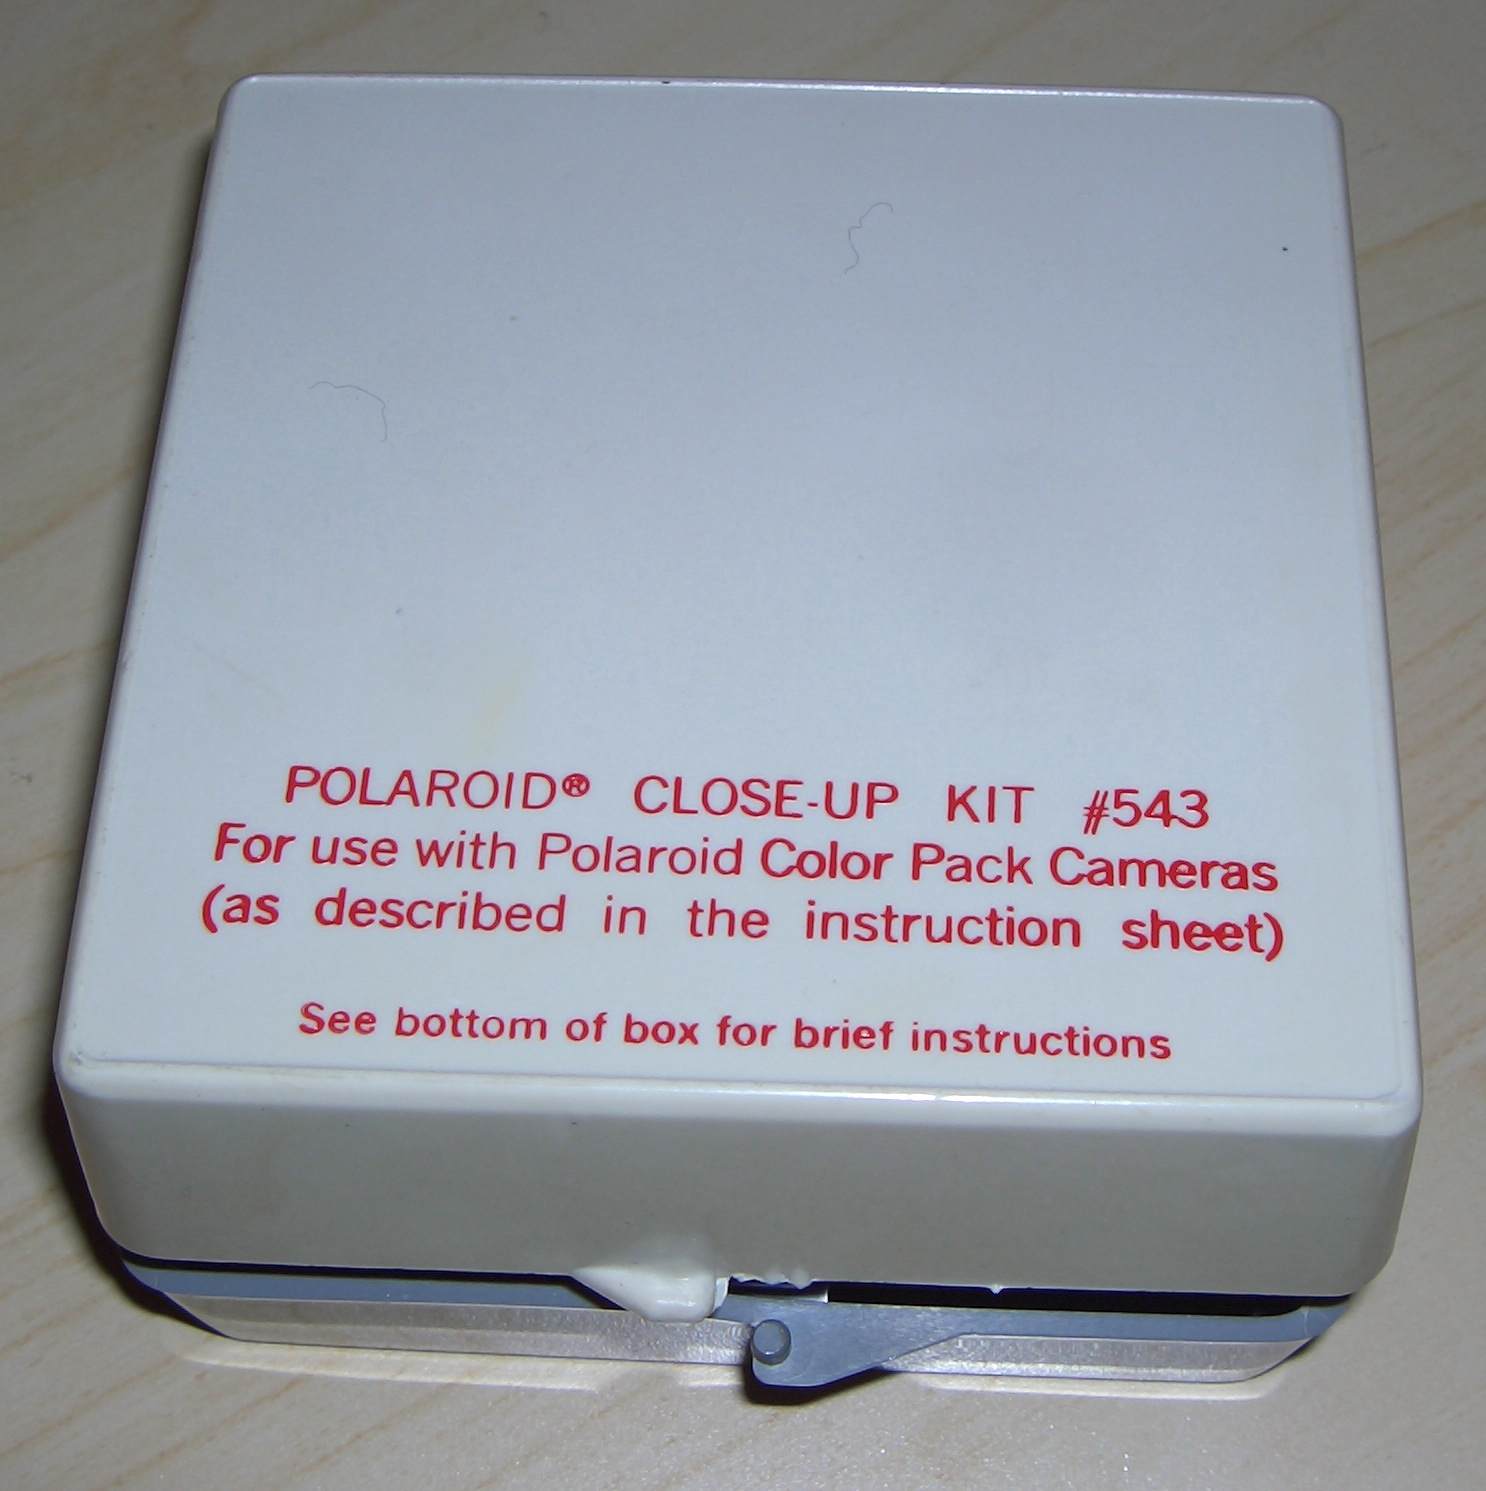 POLAROID® CLOSE-UP KIT #543
For use with Polaroid Color Pack Cameras
(as described in the instruction sheet)
See bottom of box for brief instructions